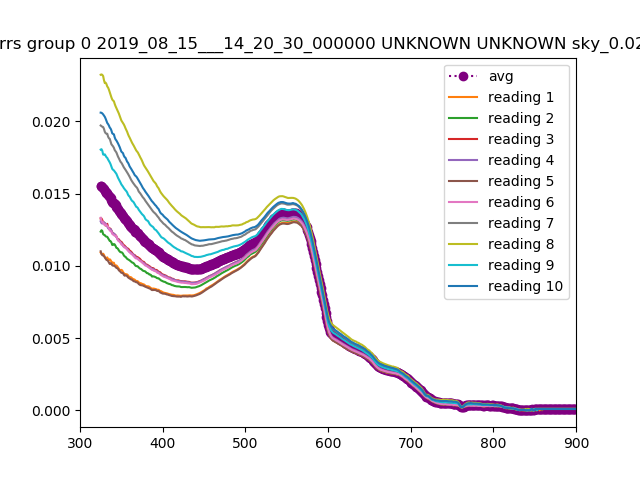 rrs group 0 2019_08_15___14_20_30_000000 UNKNOWN UNKNOWN sky_0.02
avg
reading 1
reading 2
reading 3
reading 4
reading 5
reading 6
reading 7
reading 8
reading 9
reading 10
0.020
0.015
0.010
0.005
0.000
300 400 500 600 700 800 900